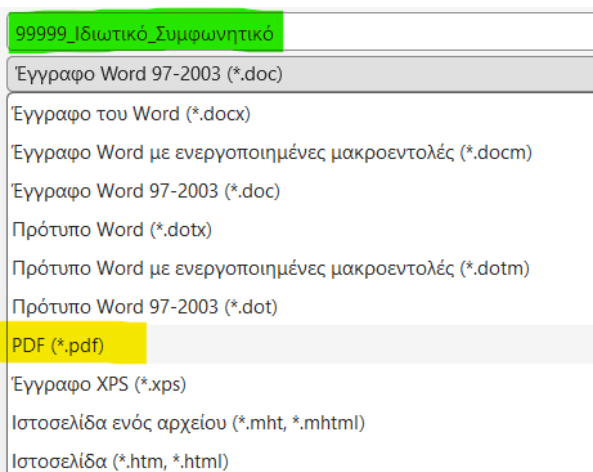 99999_Ιδιωτικό_Συμφωνητικό
Έγγραφο Word 97-2003 (*.doc)
Έγγραφο του Word (*.docx)
Έγγραφο Word με ενεργοποιημένες μακροεντολές (*.docm)
Έγγραφο Word 97-2003 (*.doc)
Πρότυπο Word (*.dotx)
Πρότυπο Word με ενεργοποιημένες μακροεντολές (*.dotm)
Πρότυπο Word 97-2003 (*.dot)
PDF (*.pdf)
Έγγραφο XPS (*.xps)
Ιστοσελίδα ενός αρχείου (*.mht, *.mhtml)
Ιστοσελίδα (*.htm, *.html)